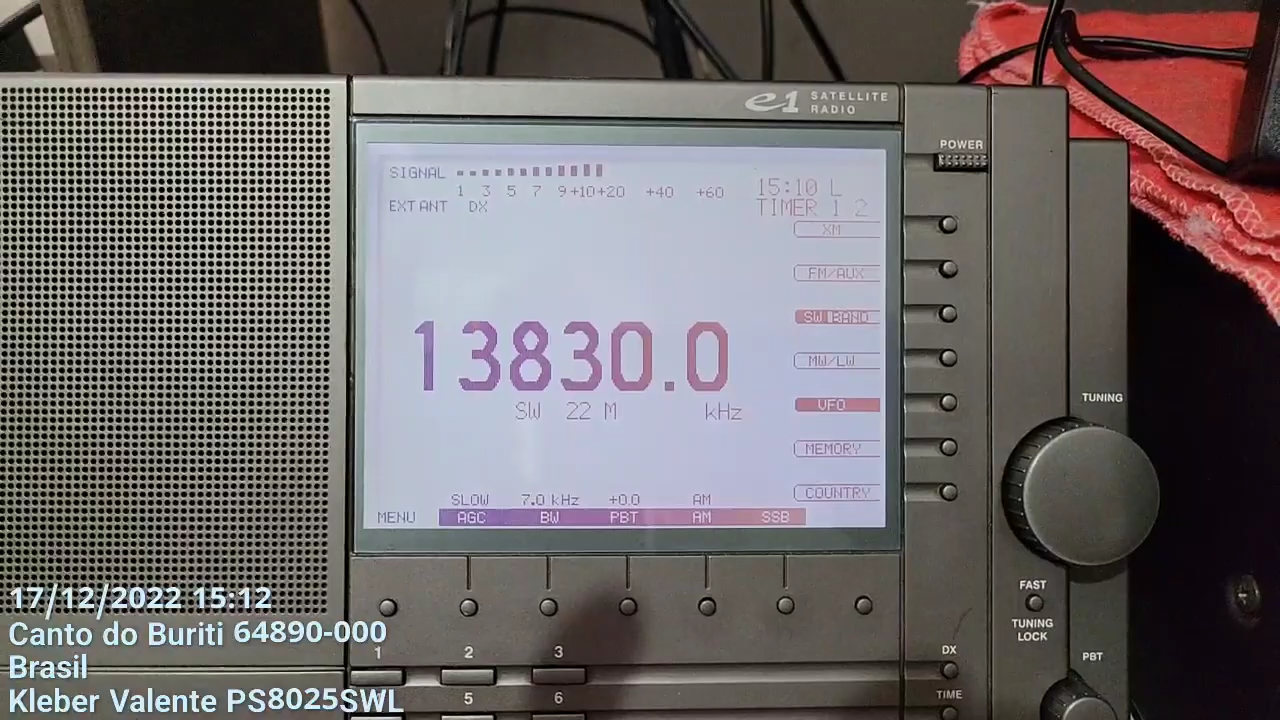 e1 SATELLITE
RADIO
POWER
SIGNAL
1 3 5 7 9 +10 +20 +40 +60
EXT ANT DX
15:10 L
TIMER 1 2
XM
FM/AUX
SW BAND
13830.0
MW/LW
SW 22 M kHz
VFO
MEMORY
COUNTRY
SLOW 7.0 kHz +0.0 AM
MENU AGC BW PBT AM SSB
TUNING
FAST
TUNING
LOCK
PBT
DX
TIME
1 2 3
5 6
17/12/2022 15:12
Canto do Buriti 64890-000
Brasil
Kleber Valente PS8025SWL